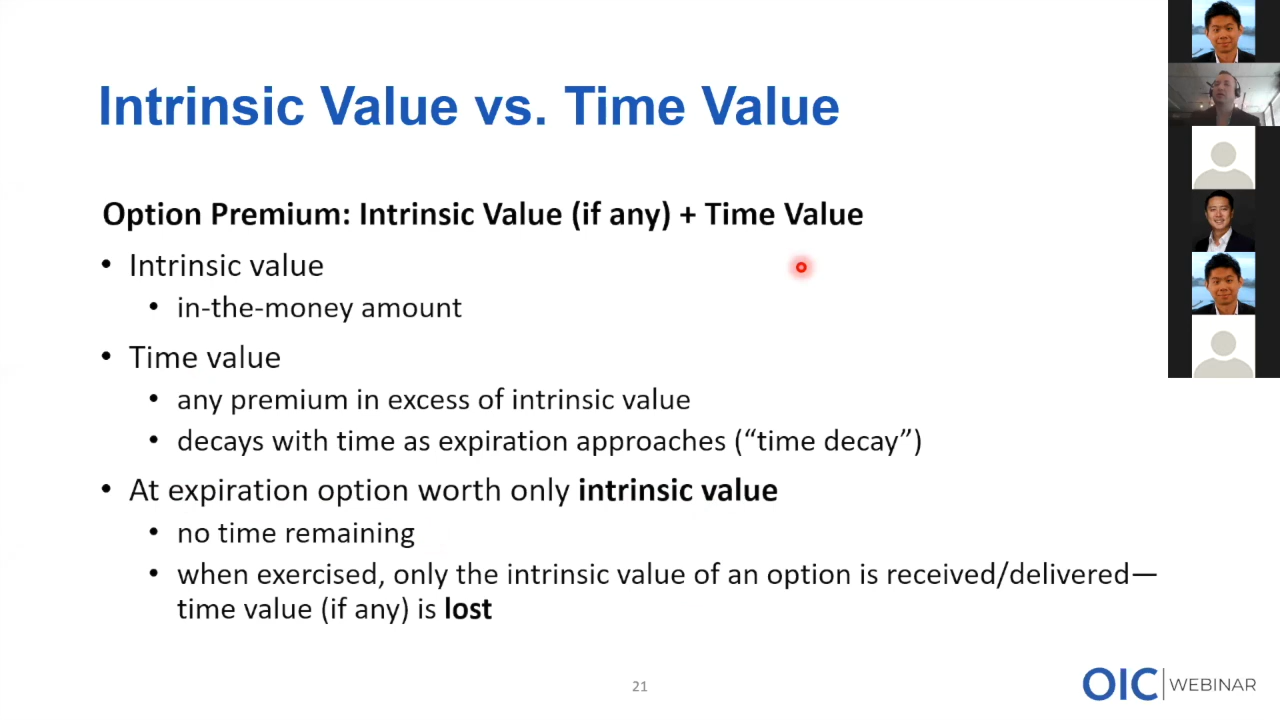 Intrinsic Value vs. Time Value
Option Premium: Intrinsic Value (if any) + Time Value
• Intrinsic value
• in-the-money amount
• Time value
• any premium in excess of intrinsic value
• decays with time as expiration approaches (“time decay”)
• At expiration option worth only intrinsic value
• no time remaining
• when exercised, only the intrinsic value of an option is received/delivered—
time value (if any) is lost
21
OIC WEBINAR